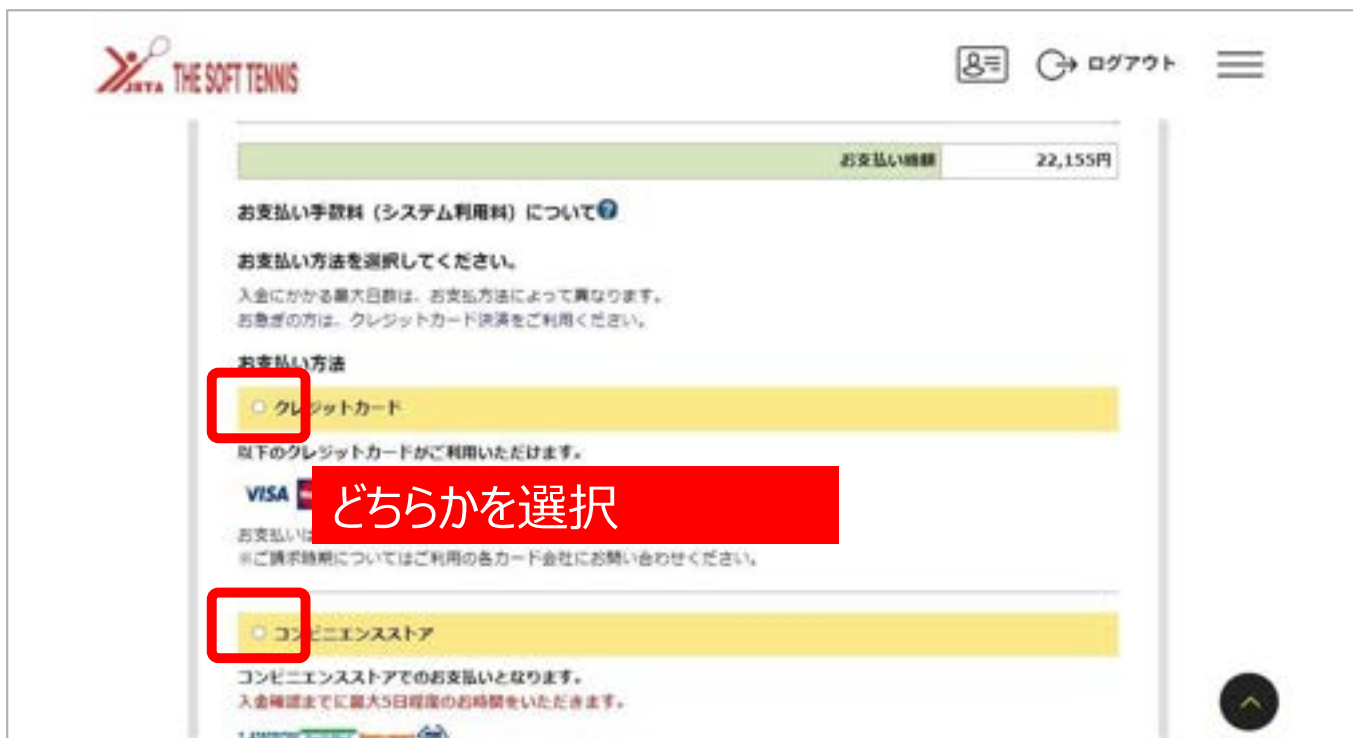 JSTA THE SOFT TENNIS
ログアウト
お支払い総額 22,155円
お支払い手数料（システム利用料）について?
お支払い方法を選択してください。
入金にかかる最大日数は、お支払方法によって異なります。
お急ぎの方は、クレジットカード決済をご利用ください。
お支払い方法
クレジットカード
以下のクレジットカードがご利用いただけます。
VISA
どちらかを選択
お支払いは
※ご請求時期についてはご利用の各カード会社にお問い合わせください。
コンビニエンスストア
コンビニエンスストアでのお支払いとなります。
入金確認までに最大5日程度のお時間をいただきます。
LAWSON